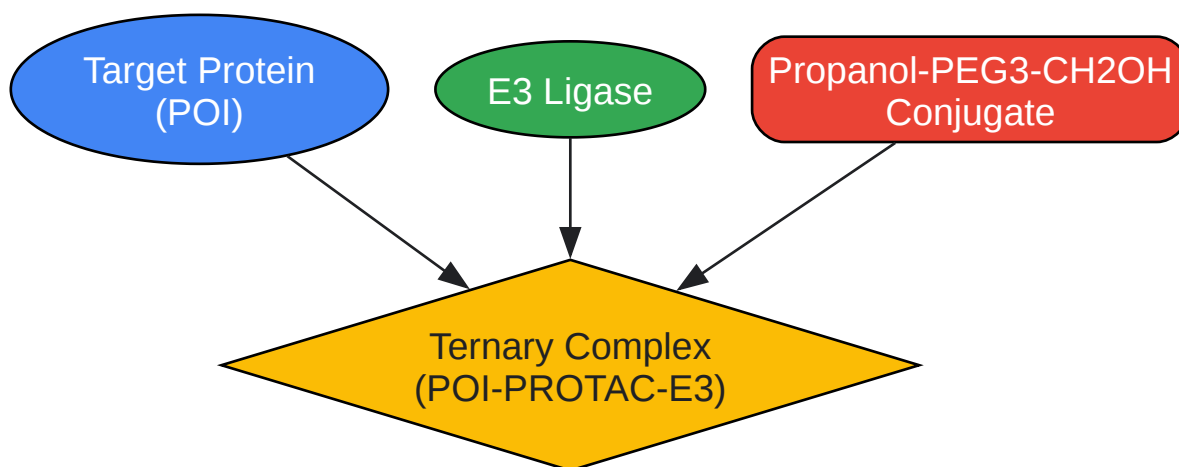 Target Protein
(POI)
E3 Ligase
Propanol-PEG3-CH2OH
Conjugate
Ternary Complex
(POI-PROTAC-E3)